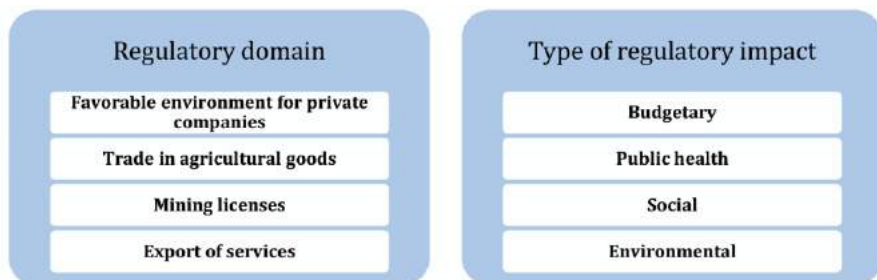 Regulatory domain
Favorable environment for private
companies
Trade in agricultural goods
Mining licenses
Export of services
Type of regulatory impact
Budgetary
Public health
Social
Environmental